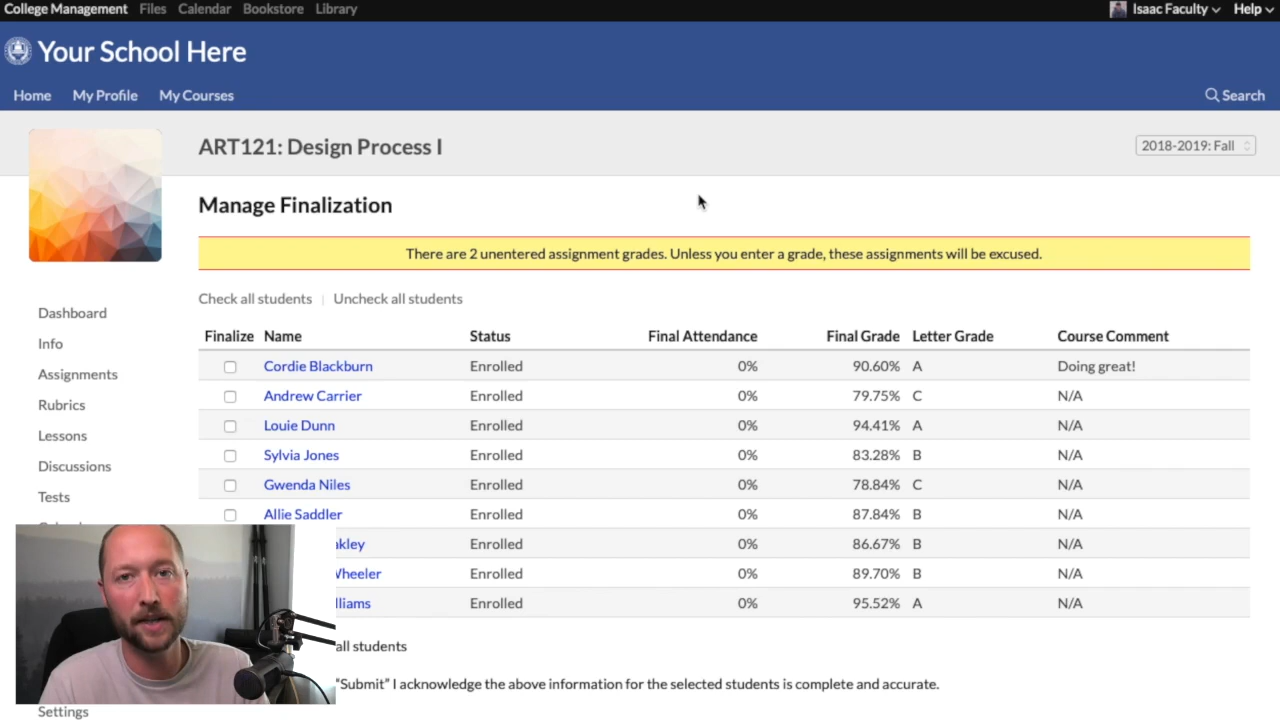 College Management Files Calendar Bookstore Library Isaac Faculty Help
Your School Here
Home My Profile My Courses Search
ART121: Design Process I 2018-2019: Fall
Manage Finalization
There are 2 unentered assignment grades. Unless you enter a grade, these assignments will be excused.
Check all students | Uncheck all students
Finalize Name Status Final Attendance Final Grade Letter Grade Course Comment
Cordie Blackburn Enrolled 0% 90.60% A Doing great!
Andrew Carrier Enrolled 0% 79.75% C N/A
Louie Dunn Enrolled 0% 94.41% A N/A
Sylvia Jones Enrolled 0% 83.28% B N/A
Gwenda Niles Enrolled 0% 78.84% C N/A
Allie Saddler Enrolled 0% 87.84% B N/A
akley Enrolled 0% 86.67% B N/A
Wheeler Enrolled 0% 89.70% B N/A
lliams Enrolled 0% 95.52% A N/A
all students
"Submit" I acknowledge the above information for the selected students is complete and accurate.
Dashboard
Info
Assignments
Rubrics
Lessons
Discussions
Tests
Settings